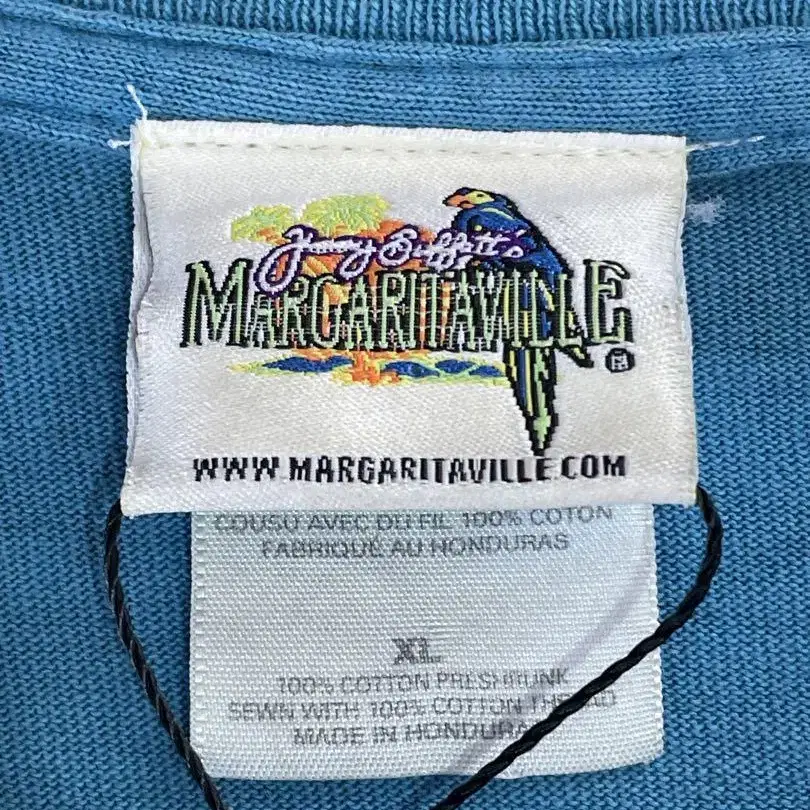 Jimmy Buffett's
MARGARITAVILLE®
WWW.MARGARITAVILLE.COM
COUSU AVEC DU FIL 100% COTON
FABRIQUÉ AU HONDURAS
XL
100% COTTON PRESHRUNK
SEWN WITH 100% COTTON THREAD
MADE IN HONDURAS